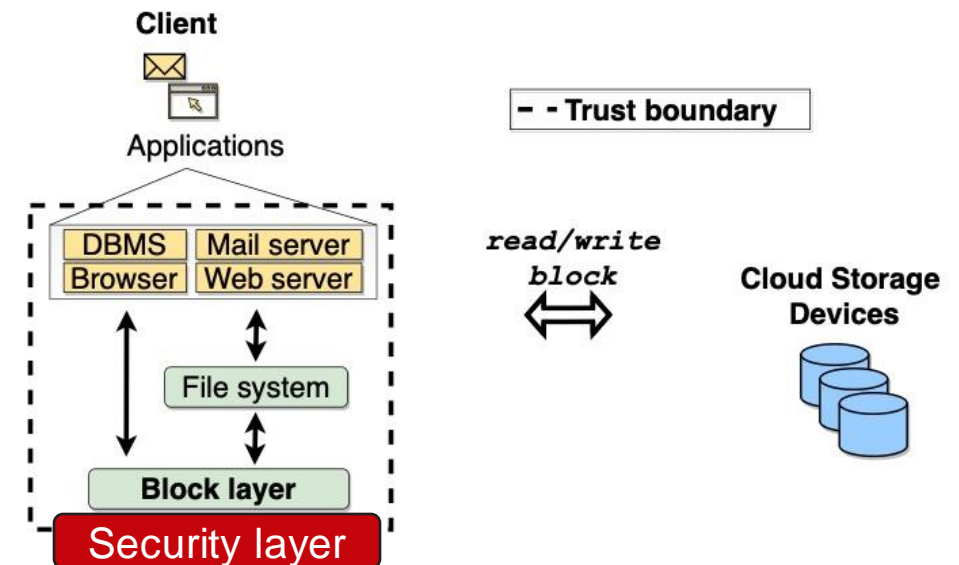 Client
Applications
DBMS
Mail server
Browser
Web server
File system
Block layer
Security layer
- - Trust boundary
read/write
block
Cloud Storage
Devices